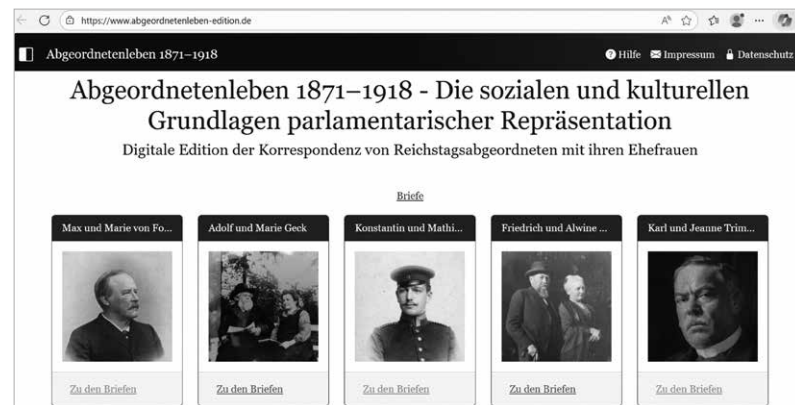 https://www.abgeordnetenleben-edition.de
Abgeordnetenleben 1871–1918
Hilfe Impressum Datenschutz
Abgeordnetenleben 1871–1918 - Die sozialen und kulturellen
Grundlagen parlamentarischer Repräsentation
Digitale Edition der Korrespondenz von Reichstagsabgeordneten mit ihren Ehefrauen
Briefe
Max und Marie von Fo... Adolf und Marie Geck Konstantin und Mathi... Friedrich und Alwine ... Karl und Jeanne Trim...
Zu den Briefen Zu den Briefen Zu den Briefen Zu den Briefen Zu den Briefen